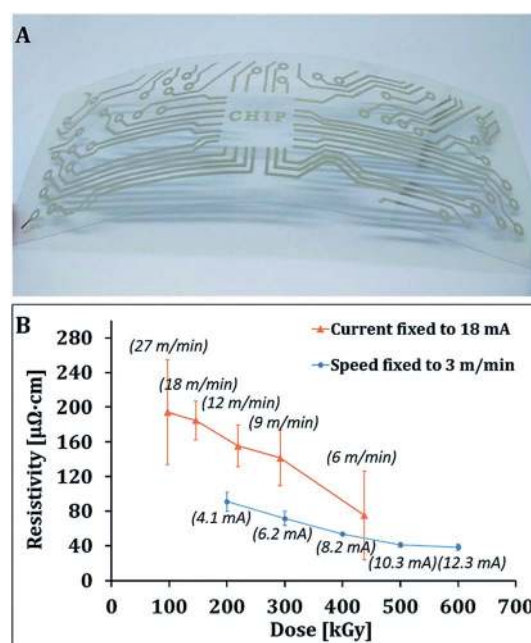 A
CHIP
B
Current fixed to 18 mA
Speed fixed to 3 m/min
Resistivity [μΩ·cm]
280
240
200
160
120
80
40
0
(27 m/min)
(18 m/min)
(12 m/min)
(9 m/min)
(6 m/min)
(4.1 mA)
(6.2 mA)
(8.2 mA)
(10.3 mA)
(12.3 mA)
0 100 200 300 400 500 600 700
Dose [kGy]